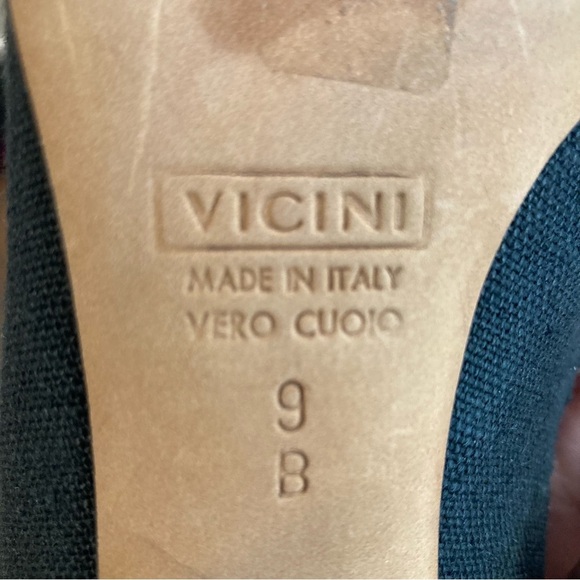 VICINI
MADE IN ITALY
VERO CUOIO
9
B